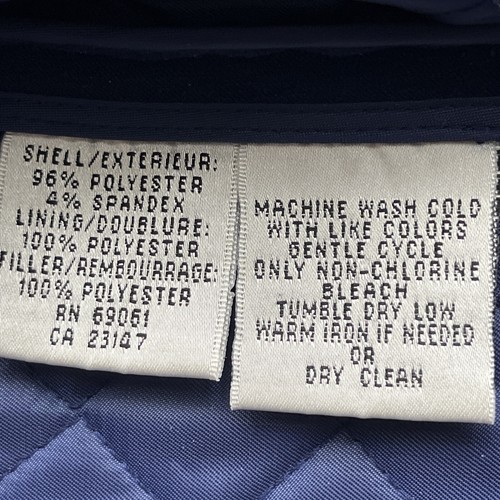 SHELL/EXTERIEUR:
96% POLYESTER
4% SPANDEX
LINING/DOUBLURE:
100% POLYESTER
FILLER/REMBOURRAGE:
100% POLYESTER
RN 69061
CA 23147
MACHINE WASH COLD
WITH LIKE COLORS
GENTLE CYCLE
ONLY NON-CHLORINE
BLEACH
TUMBLE DRY LOW
WARM IRON IF NEEDED
OR
DRY CLEAN